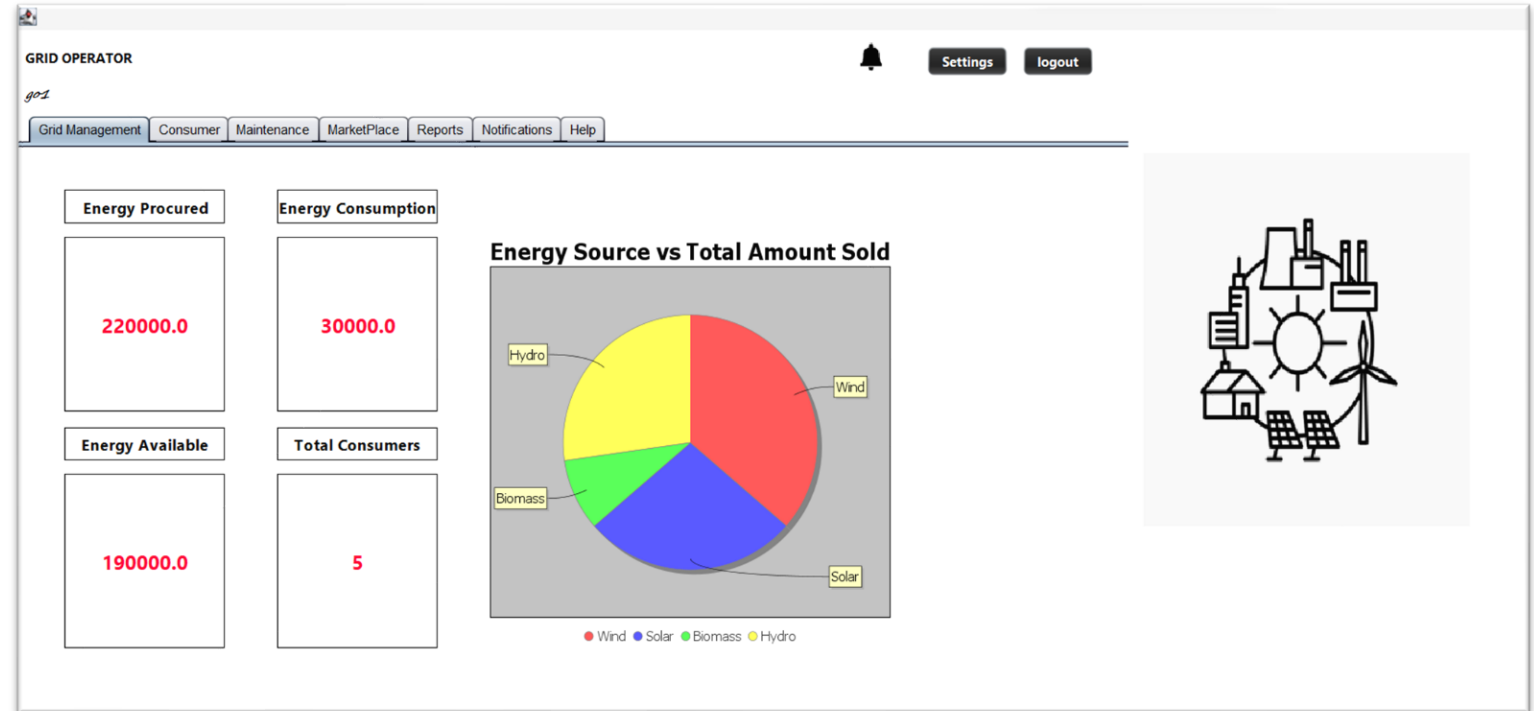 GRID OPERATOR
Settings
logout
go1
Grid Management
Consumer
Maintenance
MarketPlace
Reports
Notifications
Help
Energy Procured
Energy Consumption
220000.0
30000.0
Energy Available
Total Consumers
190000.0
5
Energy Source vs Total Amount Sold
Hydro
Wind
Biomass
Solar
Wind Solar Biomass Hydro